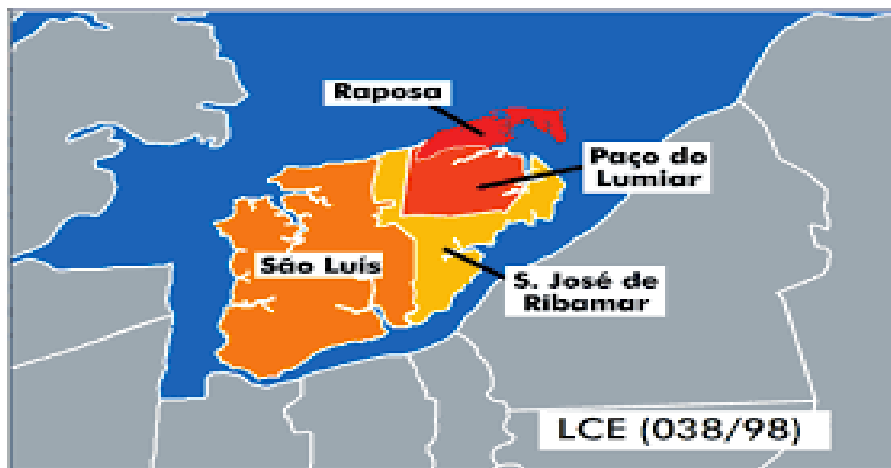 Raposa
Paço do
Lumiar
São Luís
S. José de
Ribamar
LCE (038/98)